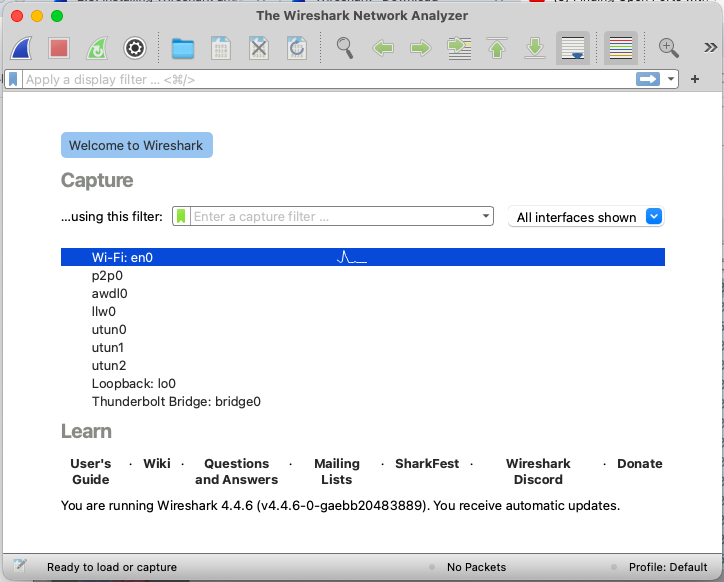 The Wireshark Network Analyzer
Apply a display filter ... <⌘/>
+
Welcome to Wireshark
Capture
...using this filter: Enter a capture filter ... All interfaces shown
Wi-Fi: en0
p2p0
awdl0
llw0
utun0
utun1
utun2
Loopback: lo0
Thunderbolt Bridge: bridge0
Learn
User's Guide · Wiki · Questions and Answers · Mailing Lists · SharkFest · Wireshark Discord · Donate
You are running Wireshark 4.4.6 (v4.4.6-0-gaebb20483889). You receive automatic updates.
Ready to load or capture No Packets Profile: Default